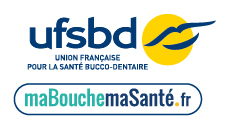 ufsbd
UNION FRANÇAISE
POUR LA SANTÉ BUCCO-DENTAIRE
maBouchemaSanté.fr